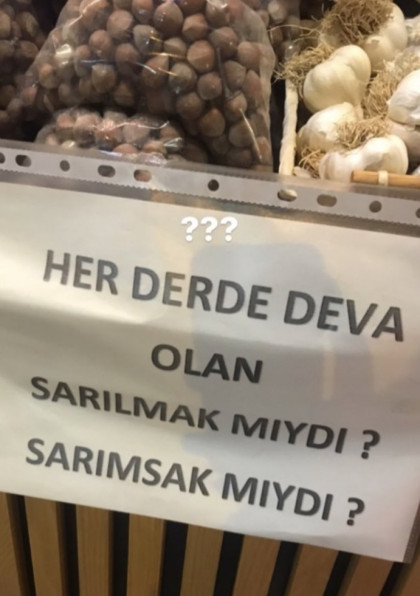 ???
HER DERDE DEVA
OLAN
SARILMAK MIYDI ?
SARIMSAK MIYDI ?